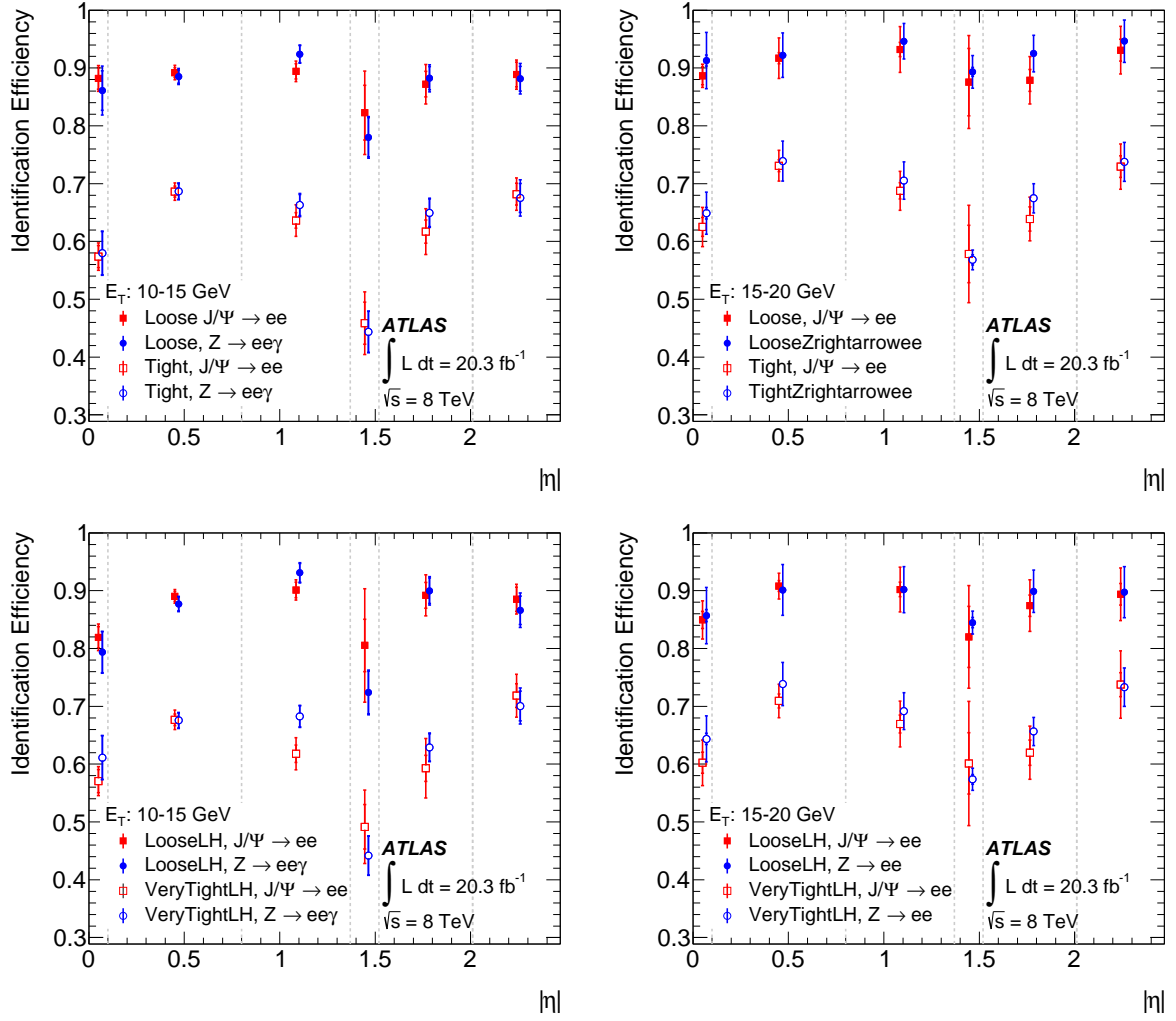 Identification Efficiency
1
0.9
0.8
0.7
0.6
0.5
0.4
0.3
E_T: 10-15 GeV
Loose J/Ψ → ee
Loose, Z → eeγ
Tight, J/Ψ → ee
Tight, Z → eeγ
ATLAS
∫ L dt = 20.3 fb⁻¹
√s = 8 TeV
0 0.5 1 1.5 2
|η|
Identification Efficiency
1
0.9
0.8
0.7
0.6
0.5
0.4
0.3
E_T: 15-20 GeV
Loose, J/Ψ → ee
LooseZrightarrowee
Tight, J/Ψ → ee
TightZrightarrowee
ATLAS
∫ L dt = 20.3 fb⁻¹
√s = 8 TeV
0 0.5 1 1.5 2
|η|
Identification Efficiency
1
0.9
0.8
0.7
0.6
0.5
0.4
0.3
E_T: 10-15 GeV
LooseLH, J/Ψ → ee
LooseLH, Z → eeγ
VeryTightLH, J/Ψ → ee
VeryTightLH, Z → eeγ
ATLAS
∫ L dt = 20.3 fb⁻¹
√s = 8 TeV
0 0.5 1 1.5 2
|η|
Identification Efficiency
1
0.9
0.8
0.7
0.6
0.5
0.4
0.3
E_T: 15-20 GeV
LooseLH, J/Ψ → ee
LooseLH, Z → ee
VeryTightLH, J/Ψ → ee
VeryTightLH, Z → ee
ATLAS
∫ L dt = 20.3 fb⁻¹
√s = 8 TeV
0 0.5 1 1.5 2
|η|